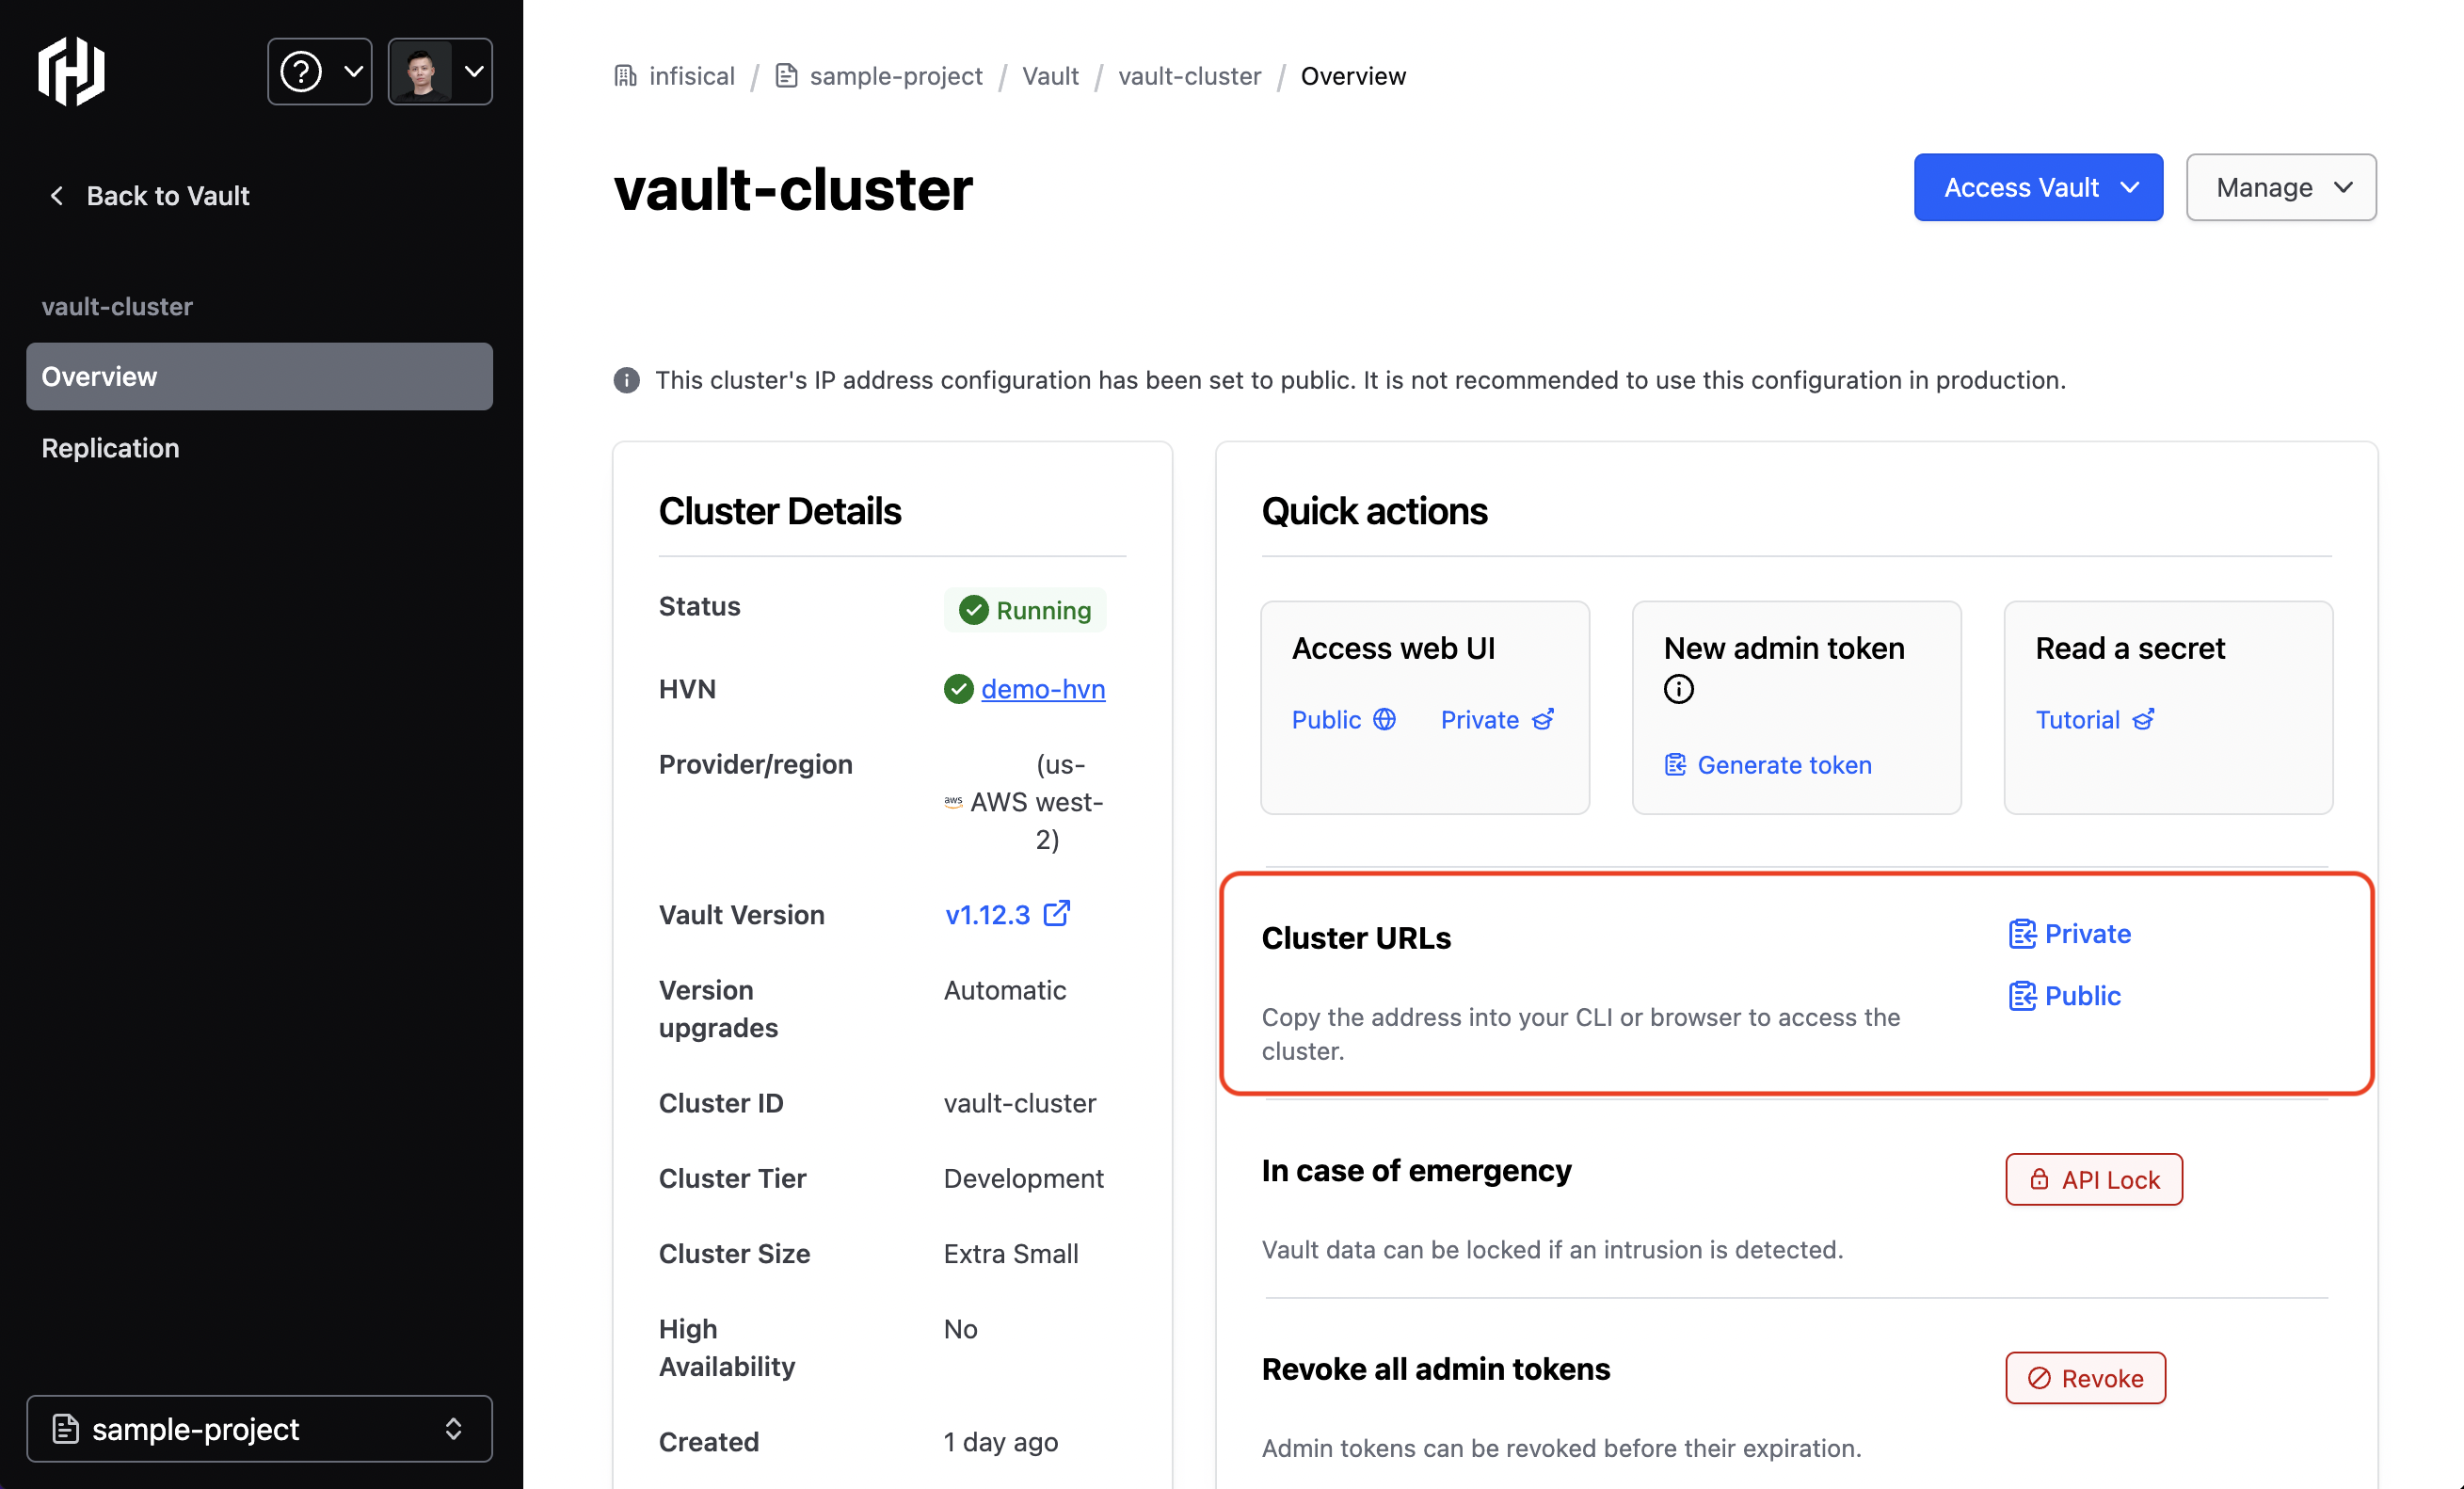 Back to Vault
vault-cluster
Overview
Replication
sample-project
infisical / sample-project / Vault / vault-cluster / Overview
vault-cluster
Access Vault
Manage
This cluster's IP address configuration has been set to public. It is not recommended to use this configuration in production.
Cluster Details
Status
Running
HVN
demo-hvn
Provider/region
aws AWS
(us-
west-
2)
Vault Version
v1.12.3
Version
upgrades
Automatic
Cluster ID
vault-cluster
Cluster Tier
Development
Cluster Size
Extra Small
High
Availability
No
Created
1 day ago
Quick actions
Access web UI
Public
Private
New admin token
Generate token
Read a secret
Tutorial
Cluster URLs
Copy the address into your CLI or browser to access the
cluster.
Private
Public
In case of emergency
Vault data can be locked if an intrusion is detected.
API Lock
Revoke all admin tokens
Admin tokens can be revoked before their expiration.
Revoke